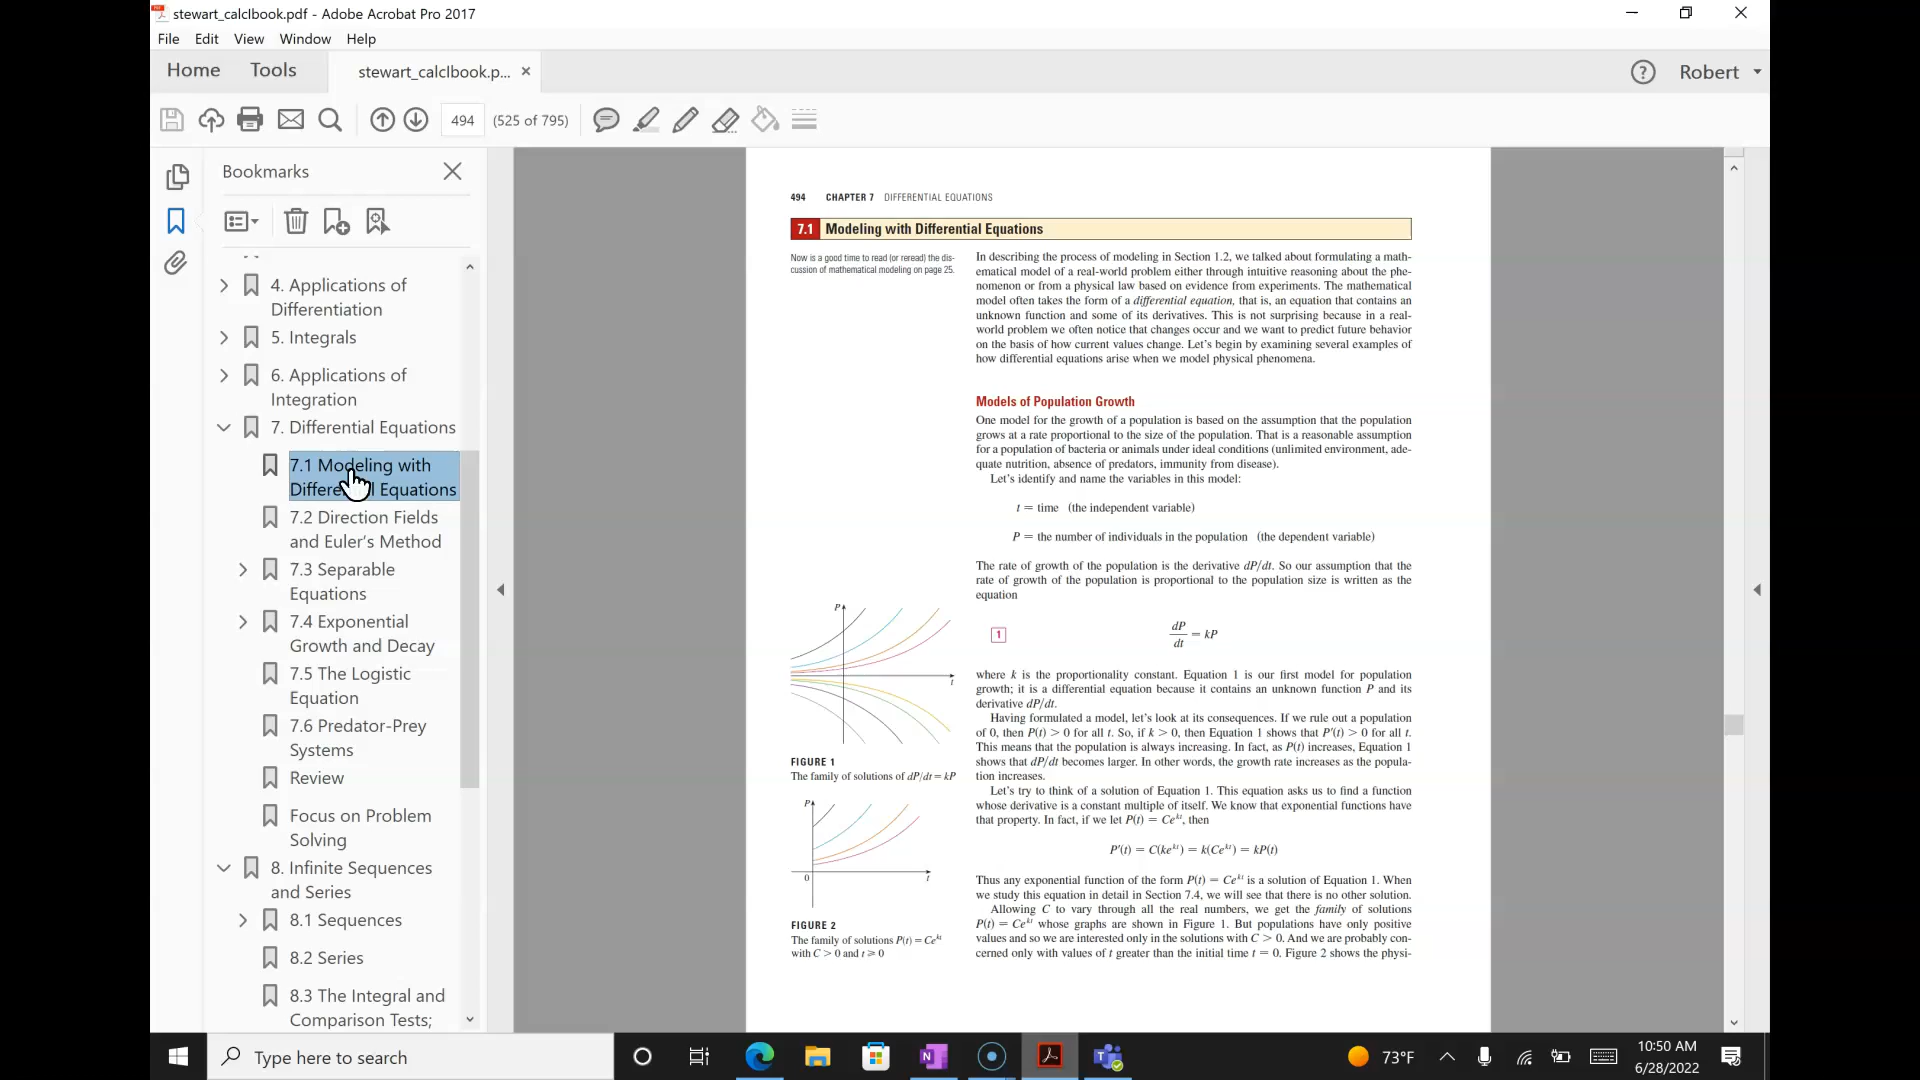 stewart_calclbook.pdf - Adobe Acrobat Pro 2017
File Edit View Window Help
Home Tools stewart_calclbook.p... × ? Robert
494 (525 of 795)
Bookmarks
4. Applications of
Differentiation
5. Integrals
6. Applications of
Integration
7. Differential Equations
7.1 Modeling with
Differential Equations
7.2 Direction Fields
and Euler's Method
7.3 Separable
Equations
7.4 Exponential
Growth and Decay
7.5 The Logistic
Equation
7.6 Predator-Prey
Systems
Review
Focus on Problem
Solving
8. Infinite Sequences
and Series
8.1 Sequences
8.2 Series
8.3 The Integral and
Comparison Tests;
494 CHAPTER 7 DIFFERENTIAL EQUATIONS
7.1 Modeling with Differential Equations
Now is a good time to read (or reread) the dis-
cussion of mathematical modeling on page 25.
In describing the process of modeling in Section 1.2, we talked about formulating a math-
ematical model of a real-world problem either through intuitive reasoning about the phe-
nomenon or from a physical law based on evidence from experiments. The mathematical
model often takes the form of a differential equation, that is, an equation that contains an
unknown function and some of its derivatives. This is not surprising because in a real-
world problem we often notice that changes occur and we want to predict future behavior
on the basis of how current values change. Let's begin by examining several examples of
how differential equations arise when we model physical phenomena.
Models of Population Growth
One model for the growth of a population is based on the assumption that the population
grows at a rate proportional to the size of the population. That is a reasonable assumption
for a population of bacteria or animals under ideal conditions (unlimited environment, ade-
quate nutrition, absence of predators, immunity from disease).
Let's identify and name the variables in this model:
t = time (the independent variable)
P = the number of individuals in the population (the dependent variable)
The rate of growth of the population is the derivative dP/dt. So our assumption that the
rate of growth of the population is proportional to the population size is written as the
equation
1 dP/dt = kP
where k is the proportionality constant. Equation 1 is our first model for population
growth; it is a differential equation because it contains an unknown function P and its
derivative dP/dt.
Having formulated a model, let's look at its consequences. If we rule out a population
of 0, then P(t) > 0 for all t. So, if k > 0, then Equation 1 shows that P'(t) > 0 for all t.
This means that the population is always increasing. In fact, as P(t) increases, Equation 1
shows that dP/dt becomes larger. In other words, the growth rate increases as the popula-
tion increases.
Let's try to think of a solution of Equation 1. This equation asks us to find a function
whose derivative is a constant multiple of itself. We know that exponential functions have
that property. In fact, if we let P(t) = Ce^kt, then
P'(t) = C(ke^kt) = k(Ce^kt) = kP(t)
Thus any exponential function of the form P(t) = Ce^kt is a solution of Equation 1. When
we study this equation in detail in Section 7.4, we will see that there is no other solution.
Allowing C to vary through all the real numbers, we get the family of solutions
P(t) = Ce^kt whose graphs are shown in Figure 1. But populations have only positive
values and so we are interested only in the solutions with C > 0. And we are probably con-
cerned only with values of t greater than the initial time t = 0. Figure 2 shows the physi-
P
t
FIGURE 1
The family of solutions of dP/dt = kP
P
0 t
FIGURE 2
The family of solutions P(t) = Ce^kt
with C > 0 and t ⩾ 0
Type here to search
73°F
10:50 AM
6/28/2022